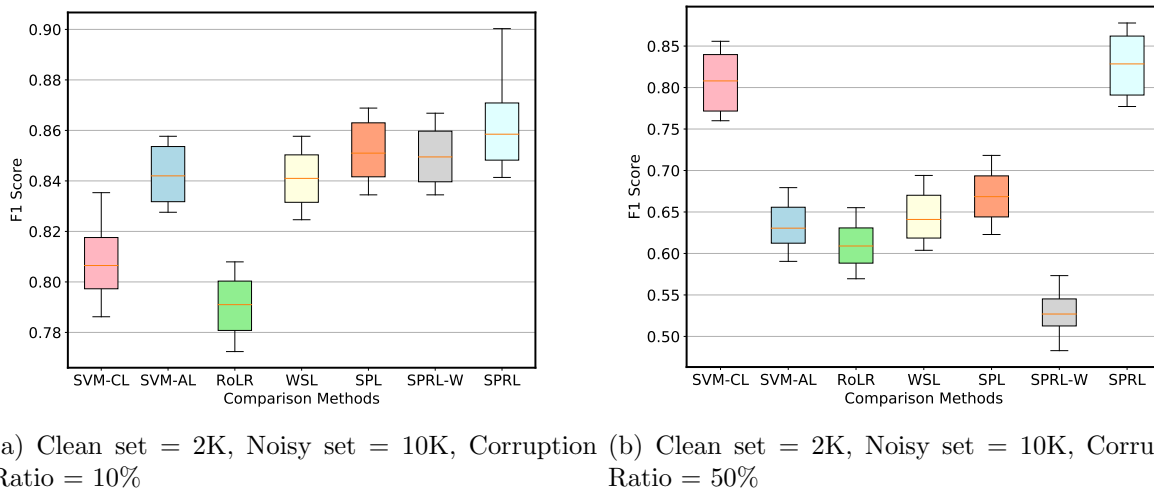 0.90
0.88
0.86
0.84
0.82
0.80
0.78
F1 Score
SVM-CL SVM-AL RoLR WSL SPL SPRL-W SPRL
Comparison Methods
0.85
0.80
0.75
0.70
0.65
0.60
0.55
0.50
F1 Score
SVM-CL SVM-AL RoLR WSL SPL SPRL-W SPRL
Comparison Methods
a) Clean set = 2K, Noisy set = 10K, Corruption
Ratio = 10%
(b) Clean set = 2K, Noisy set = 10K, Corru
Ratio = 50%